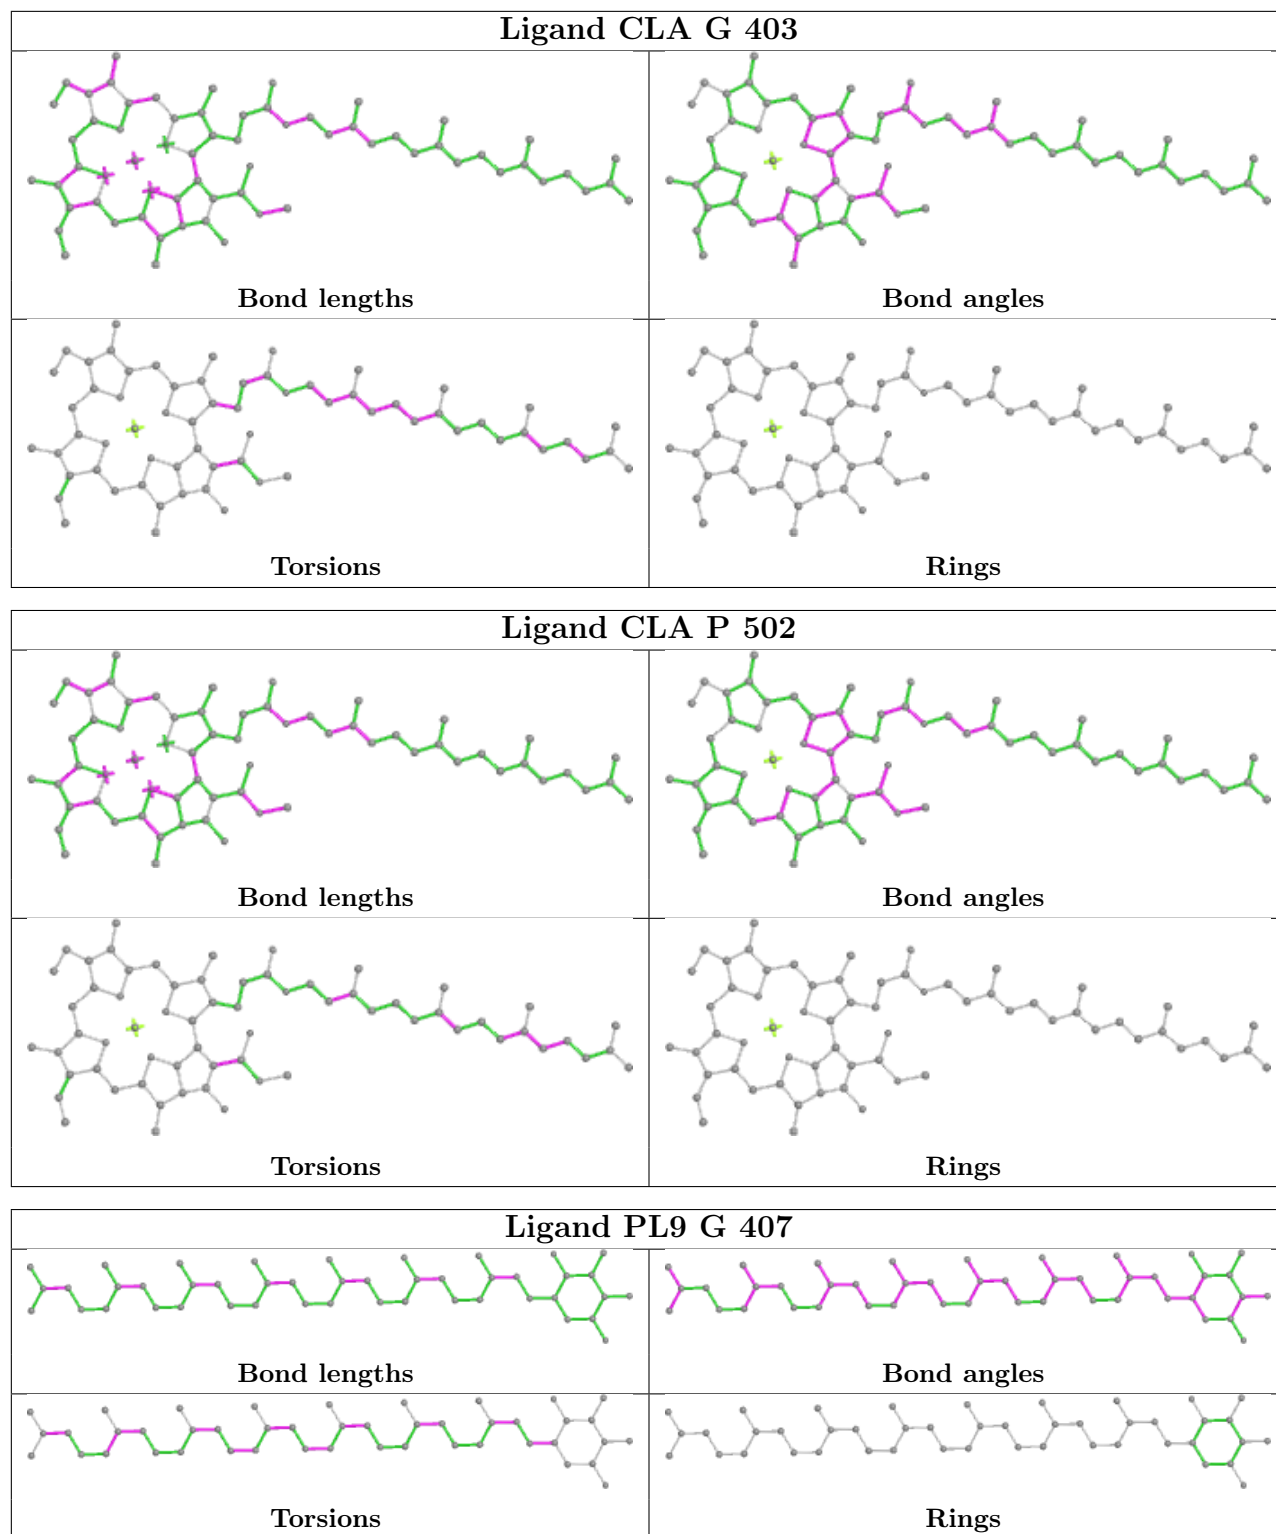 Ligand CLA G 403
Bond lengths
Bond angles
Torsions
Rings
Ligand CLA P 502
Bond lengths
Bond angles
Torsions
Rings
Ligand PL9 G 407
Bond lengths
Bond angles
Torsions
Rings